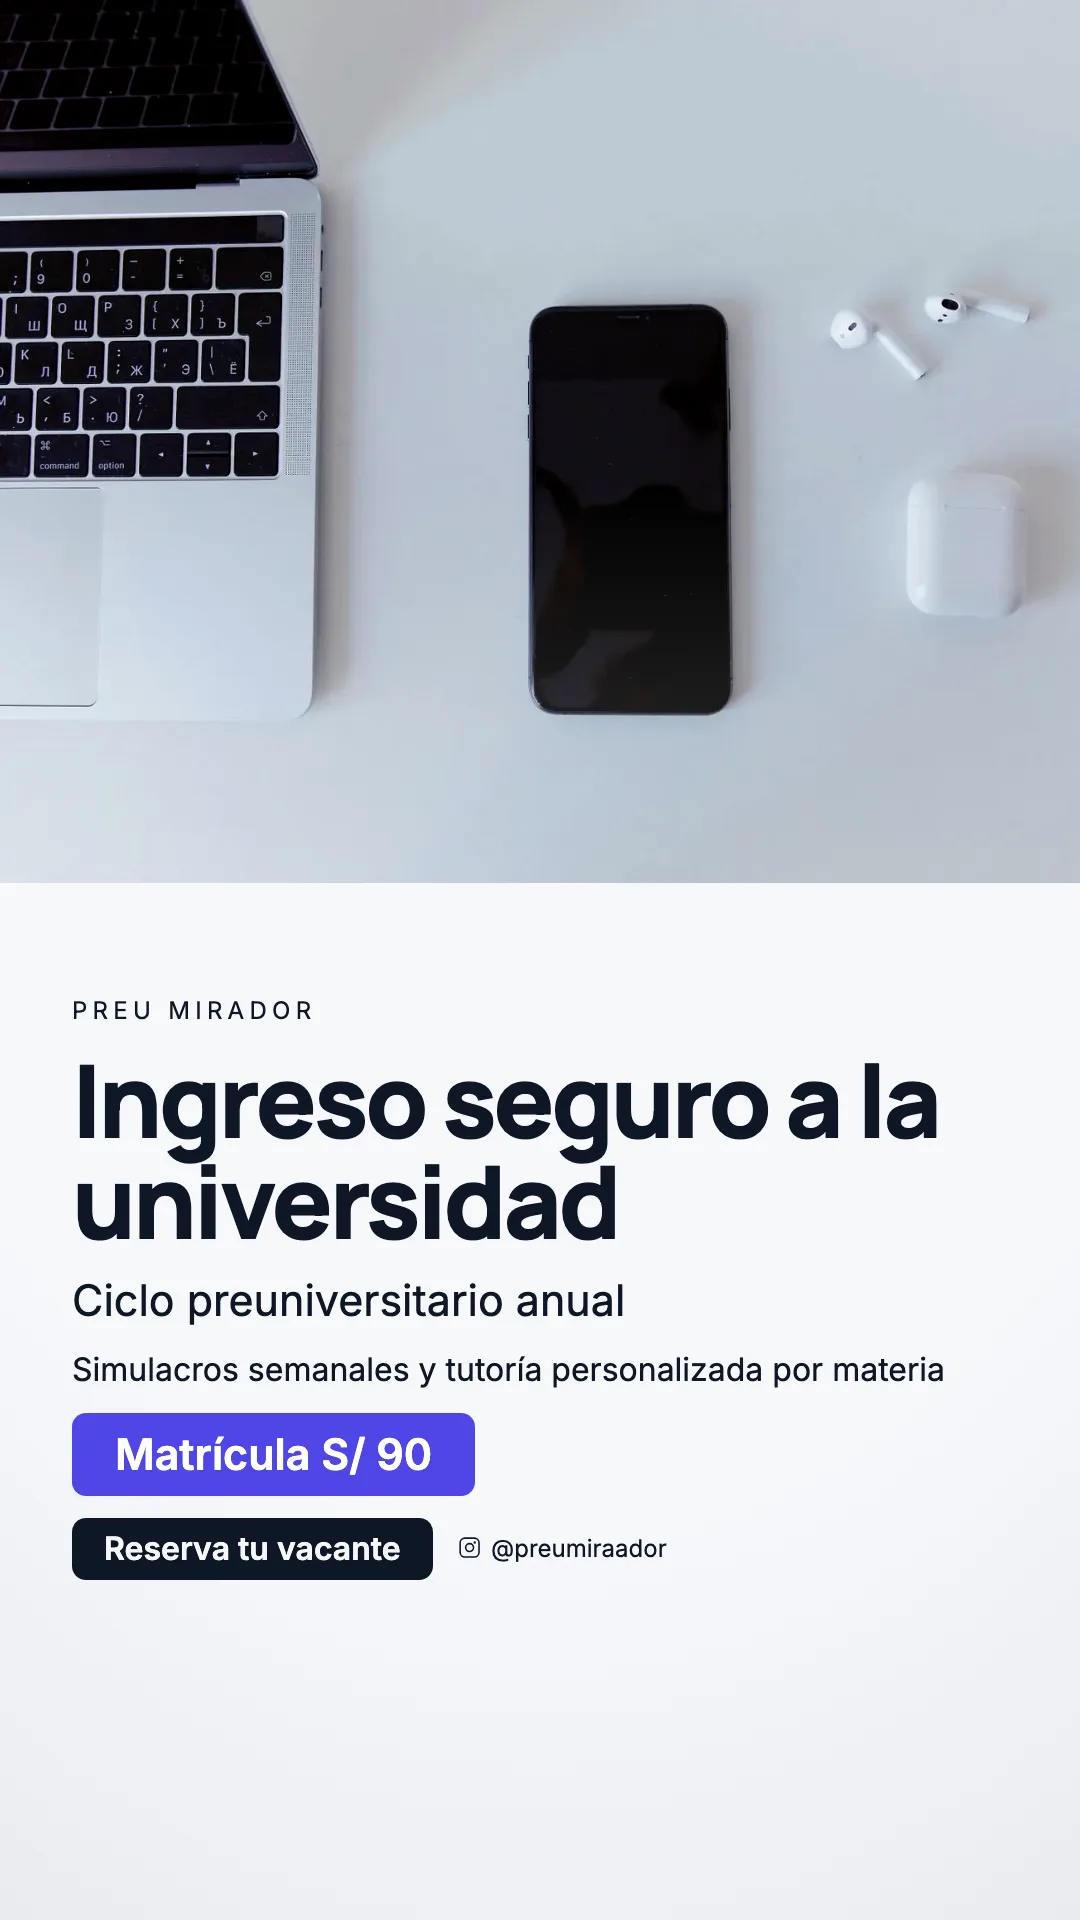 PREU MIRADOR
Ingreso seguro a la
universidad
Ciclo preuniversitario anual
Simulacros semanales y tutoría personalizada por materia
Matrícula S/ 90
Reserva tu vacante
@preumiraador